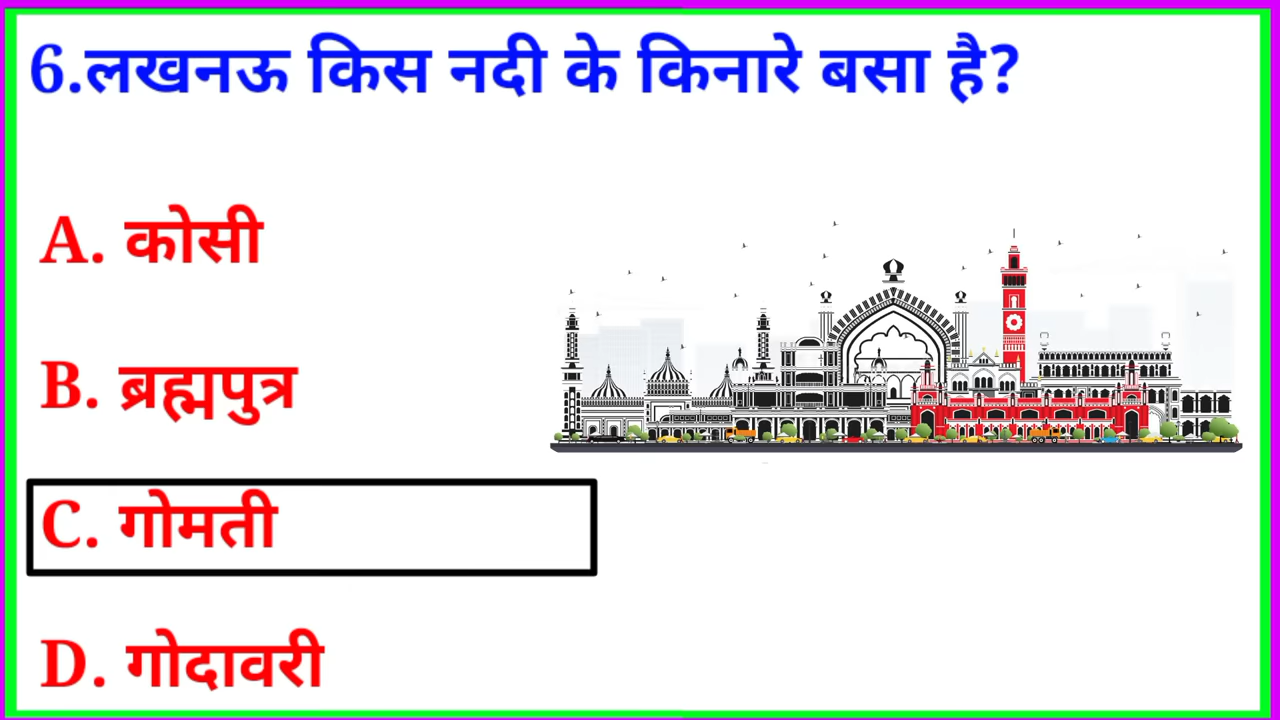 6.लखनऊ किस नदी के किनारे बसा है?
A. कोसी
B. ब्रह्मपुत्र
C. गोमती
D. गोदावरी